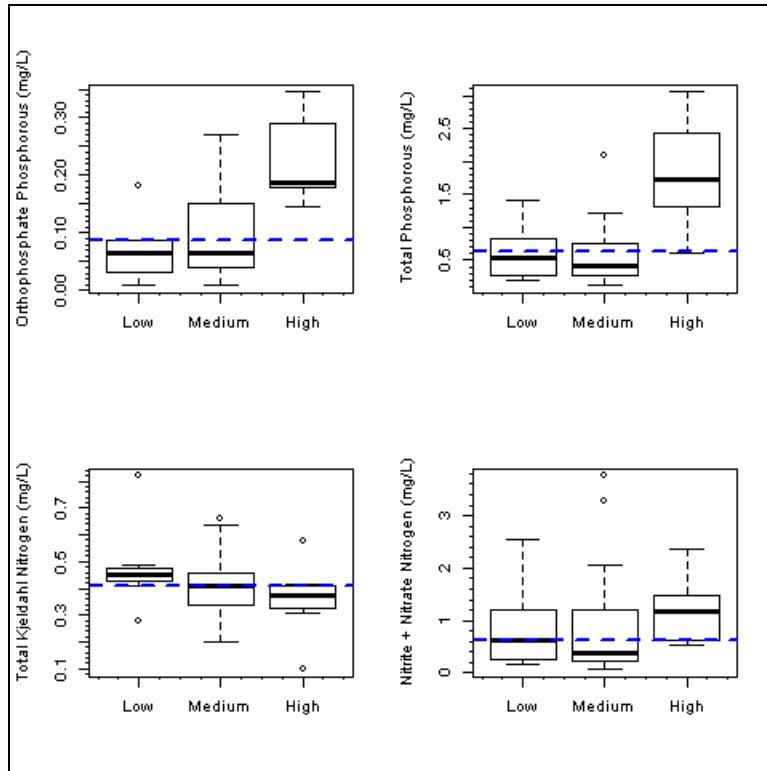 Orthophosphate Phosphorous (mg/L)
0.30
0.20
0.10
0.00
Low Medium High
Total Phosphorous (mg/L)
2.5
1.5
0.5
Low Medium High
Total Kjeldahl Nitrogen (mg/L)
0.7
0.5
0.3
0.1
Low Medium High
Nitrite + Nitrate Nitrogen (mg/L)
3
2
1
0
Low Medium High